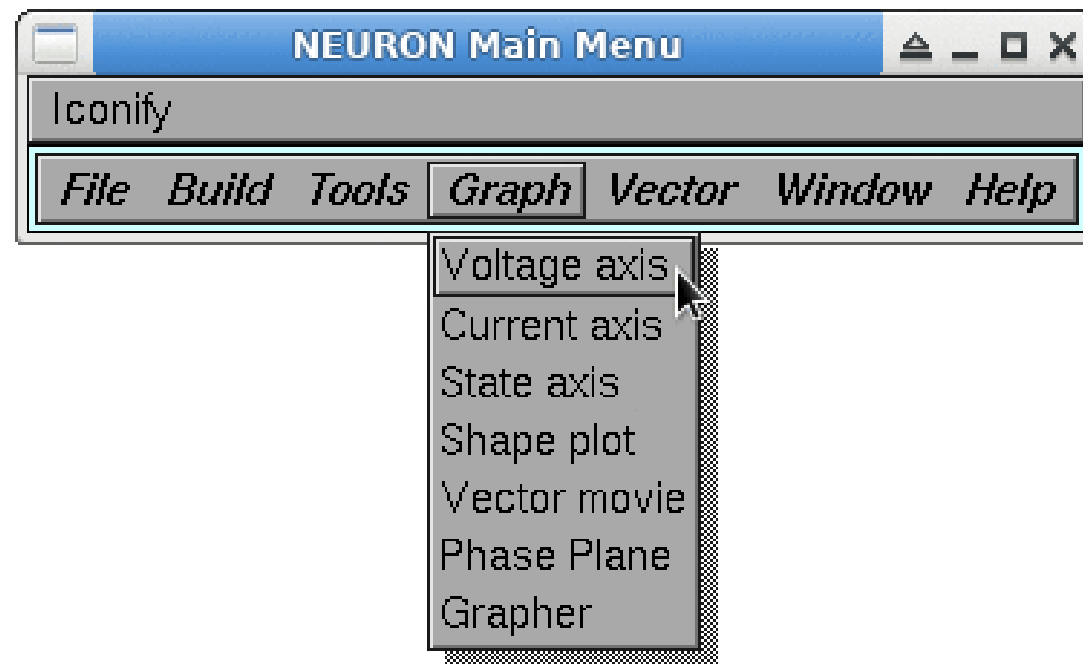 NEURON Main Menu
Iconify
File Build Tools Graph Vector Window Help
Voltage axis
Current axis
State axis
Shape plot
Vector movie
Phase Plane
Grapher